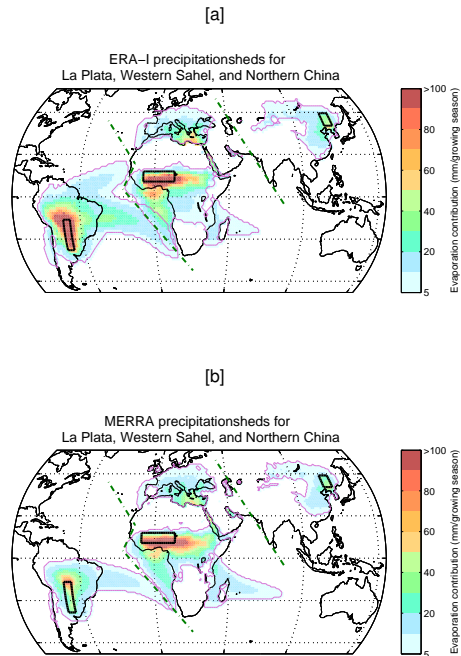 [a]
ERA–I precipitationsheds for
La Plata, Western Sahel, and Northern China
>100
80
60
40
20
5
Evaporation contribution (mm/growing season)
[b]
MERRA precipitationsheds for
La Plata, Western Sahel, and Northern China
>100
80
60
40
20
5
Evaporation contribution (mm/growing season)